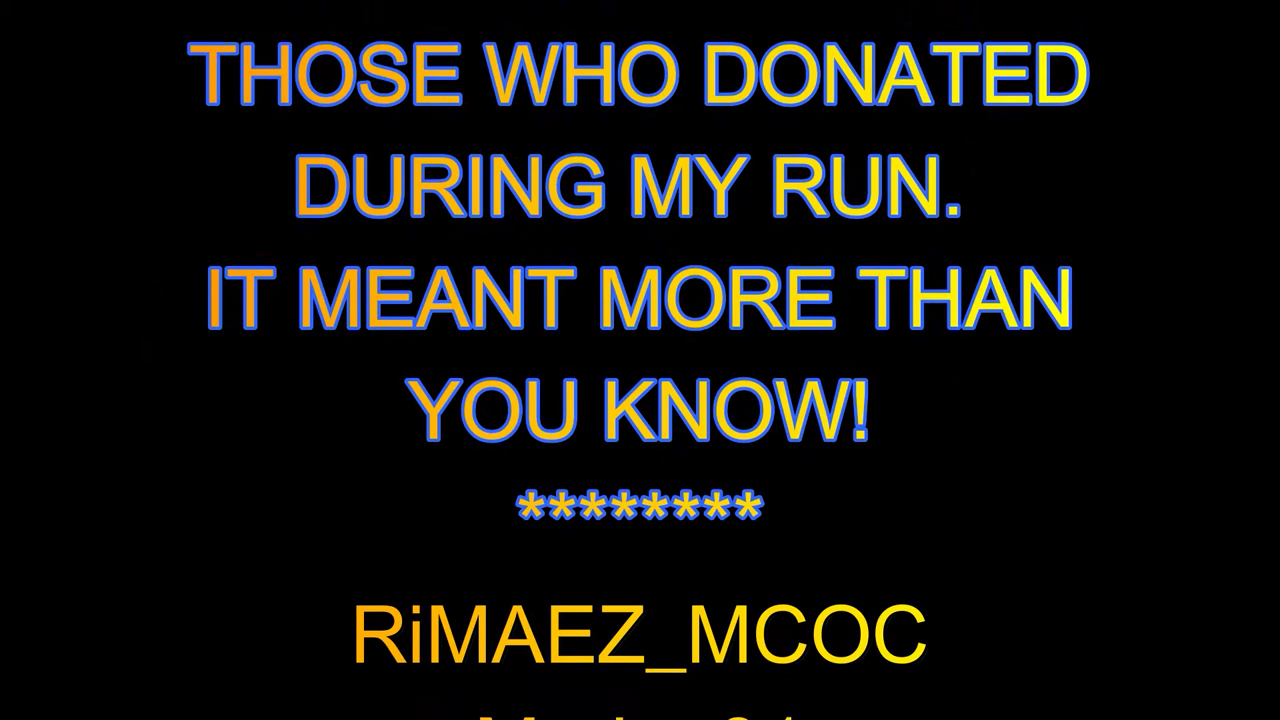 THOSE WHO DONATED
DURING MY RUN.
IT MEANT MORE THAN
YOU KNOW!
********
RiMAEZ_MCOC